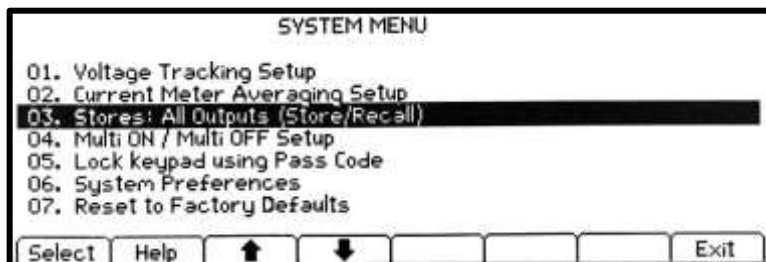 SYSTEM MENU
01. Voltage Tracking Setup
02. Current Meter Averaging Setup
03. Stores: All Outputs (Store/Recall)
04. Multi ON / Multi OFF Setup
05. Lock keypad using Pass Code
06. System Preferences
07. Reset to Factory Defaults
Select Help ⬆ ⬇ Exit